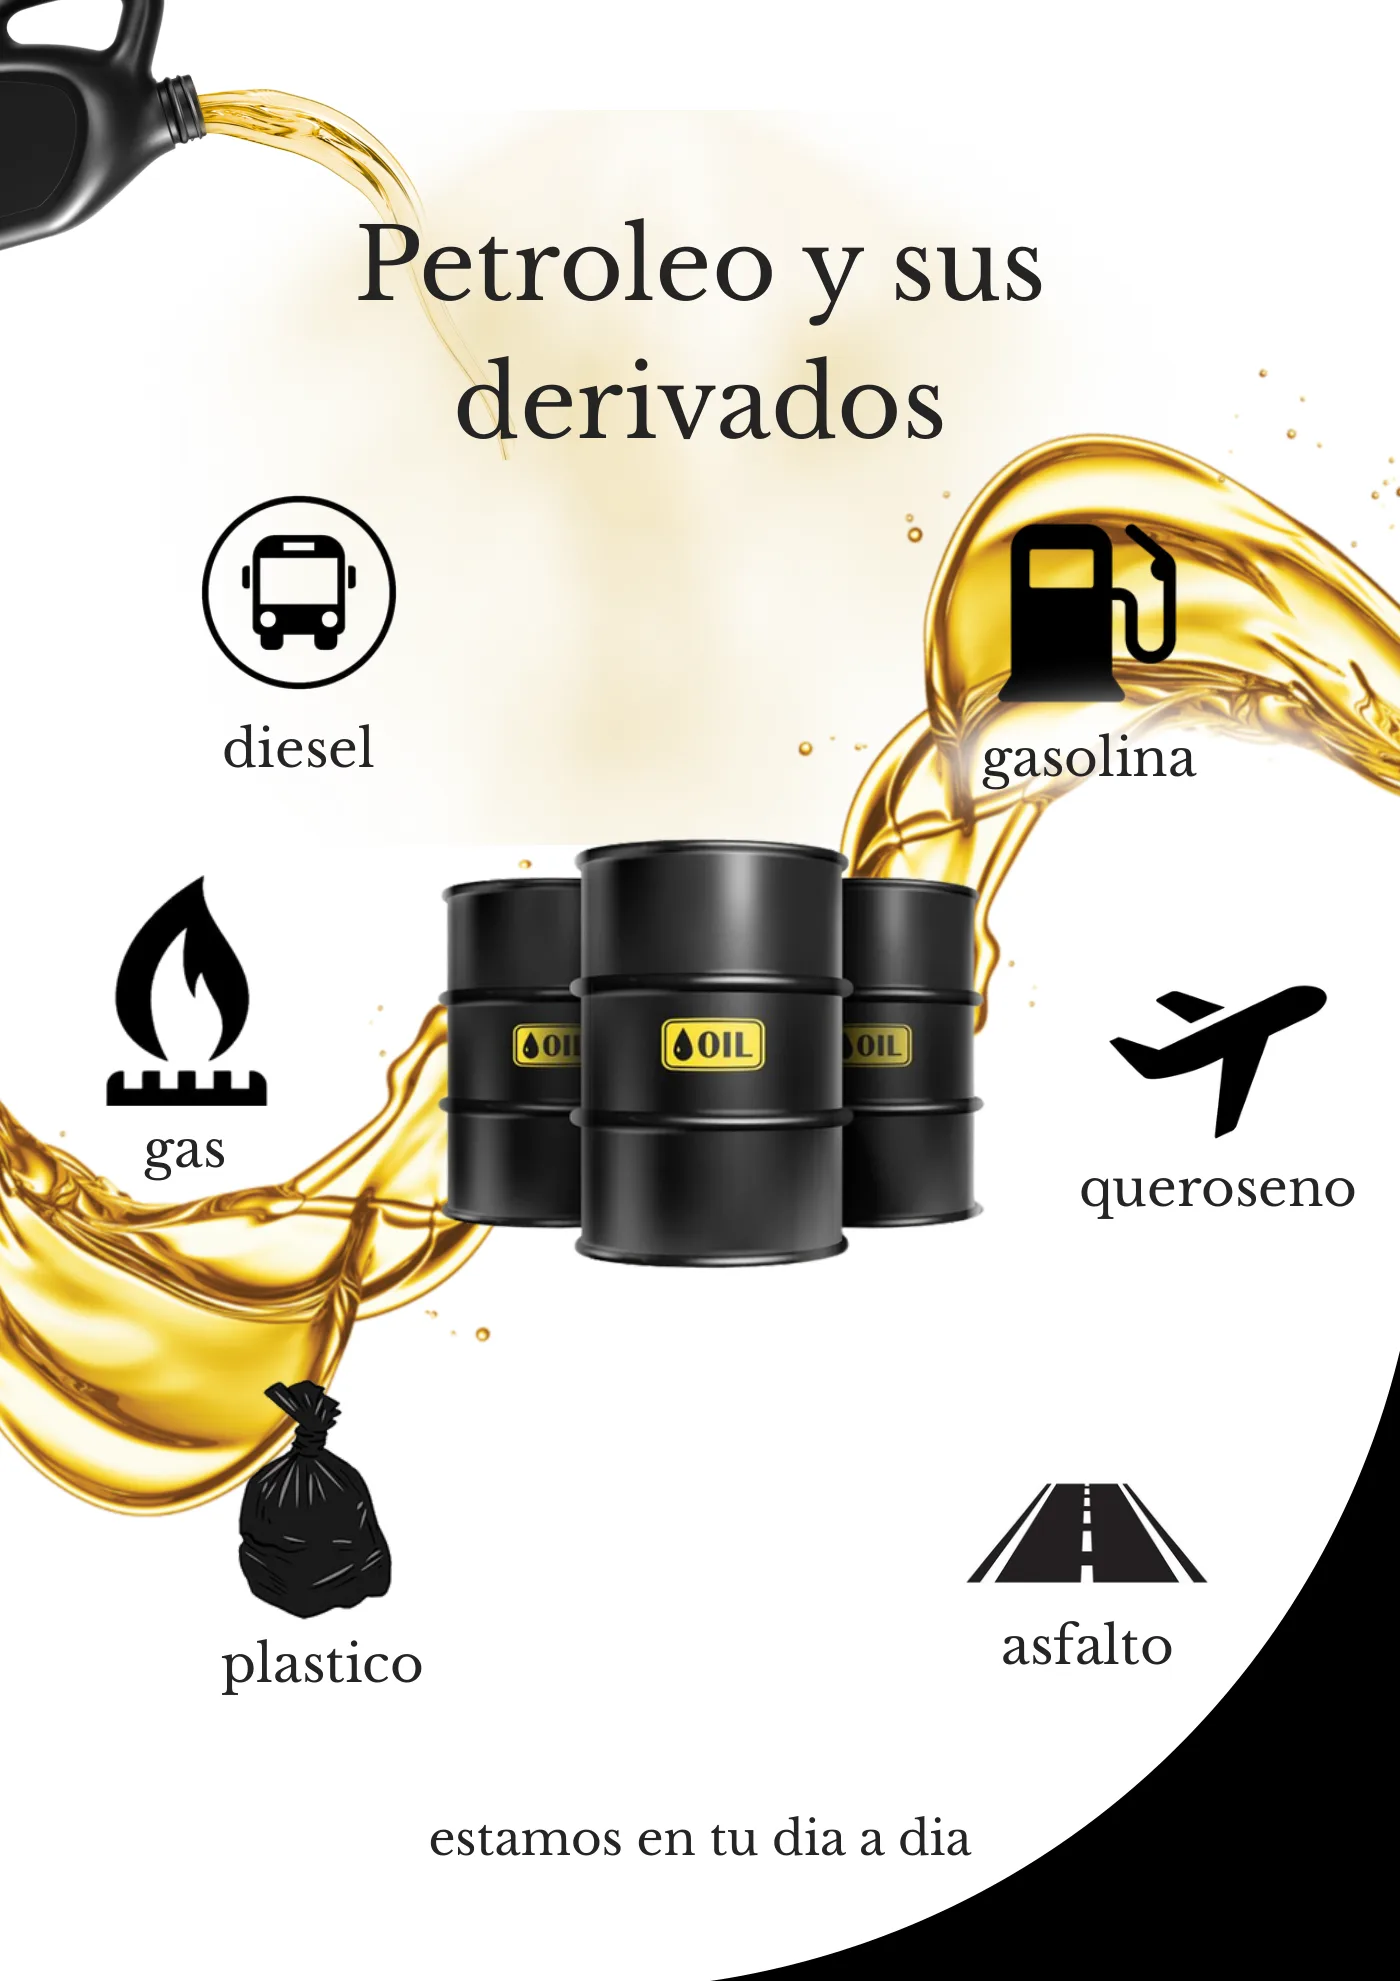 Petroleo y sus
derivados
diesel
gasolina
OIL
OIL
OIL
gas
queroseno
plastico
asfalto
estamos en tu dia a dia